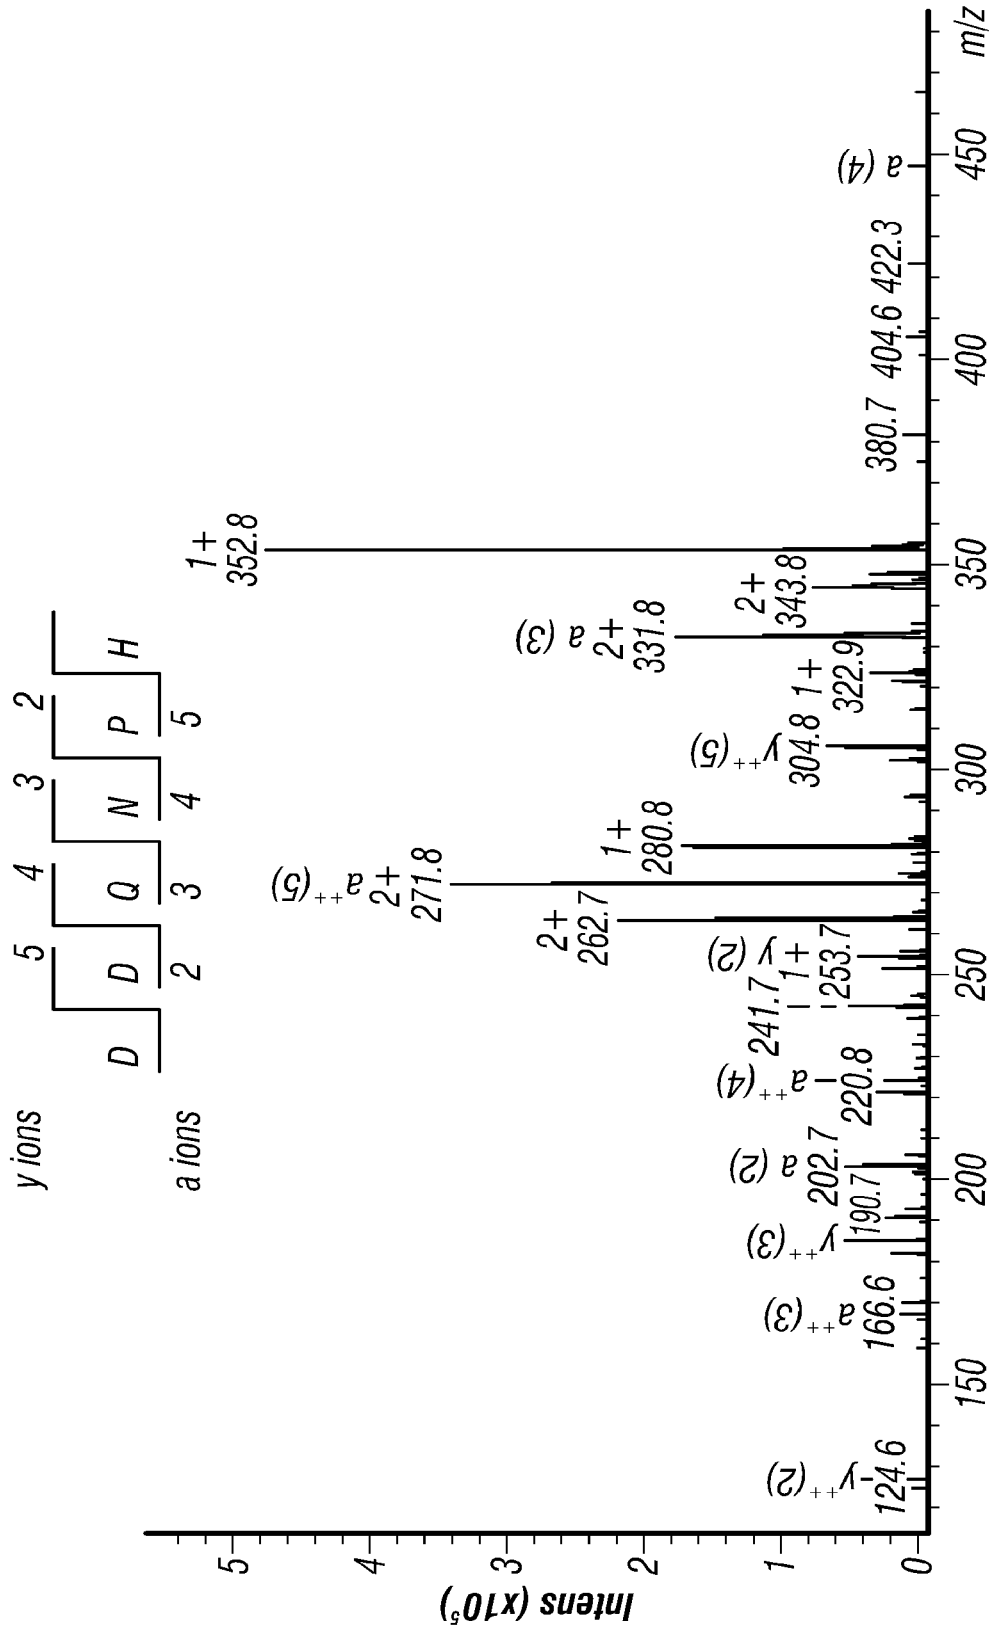 y ions
5 4 3 2
D D Q N P H
a ions
2 3 4 5
Intens (x10⁵)
5
4
3
2
1
0
y⁺⁺(2)
124.6
a⁺⁺(3)
166.6
y⁺⁺(3)
190.7
a (2)
202.7
a⁺⁺(4)
220.8
241.7
y (2)
1+
253.7
2+
262.7
a⁺⁺(5)
2+
271.8
1+
280.8
y⁺⁺(5)
304.8
1+
322.9
a (3)
2+
331.8
2+
343.8
1+
352.8
380.7
404.6
422.3
a (4)
150 200 250 300 350 400 450 m/z